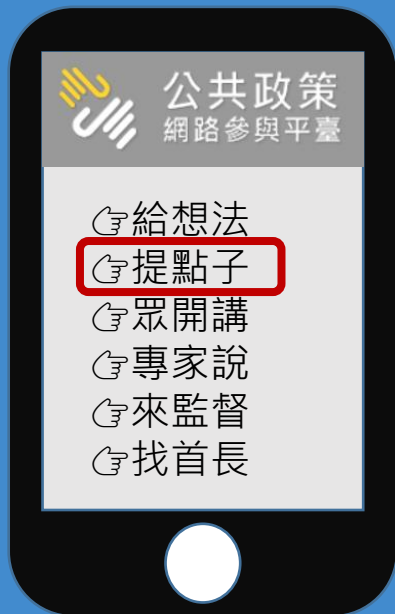 公共政策
網路參與平臺
給想法
提點子
眾開講
專家說
來監督
找首長